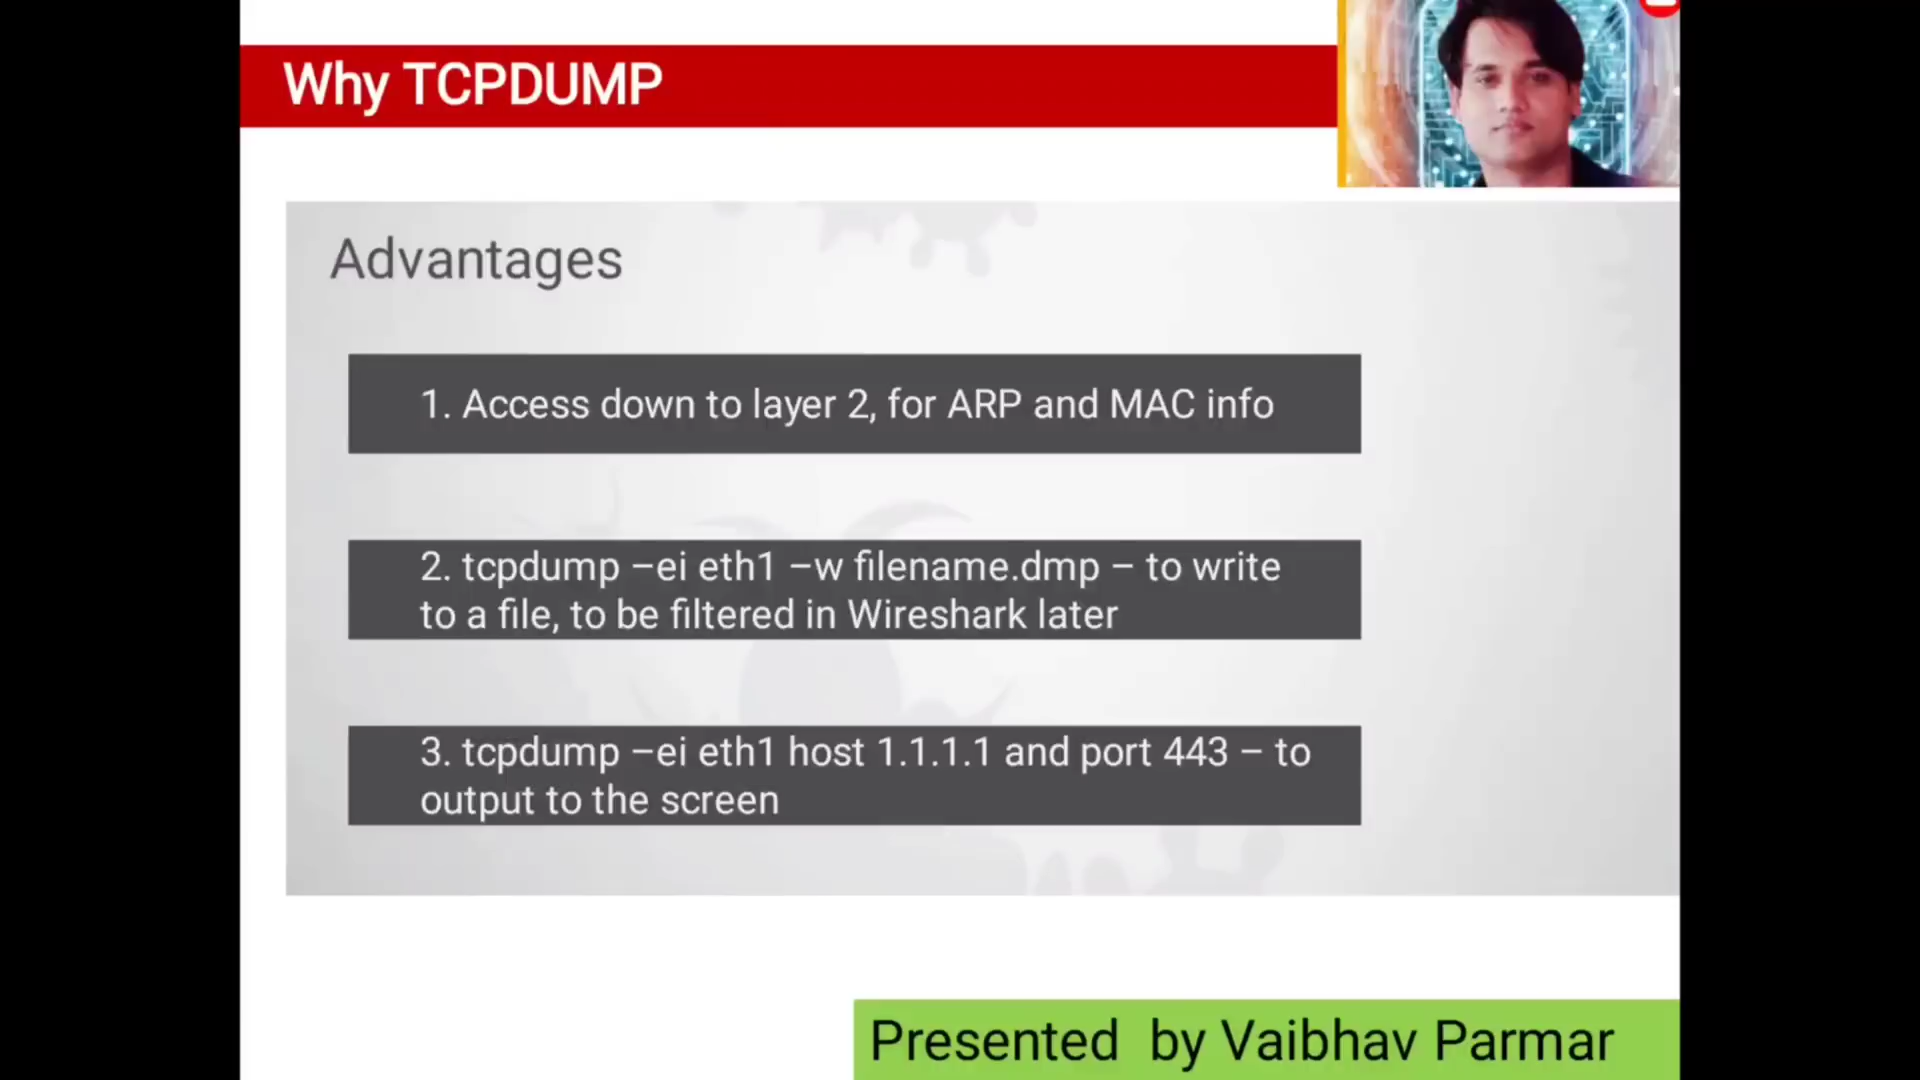 Why TCPDUMP
Advantages
1. Access down to layer 2, for ARP and MAC info
2. tcpdump –ei eth1 –w filename.dmp – to write
to a file, to be filtered in Wireshark later
3. tcpdump –ei eth1 host 1.1.1.1 and port 443 – to
output to the screen
Presented  by Vaibhav Parmar